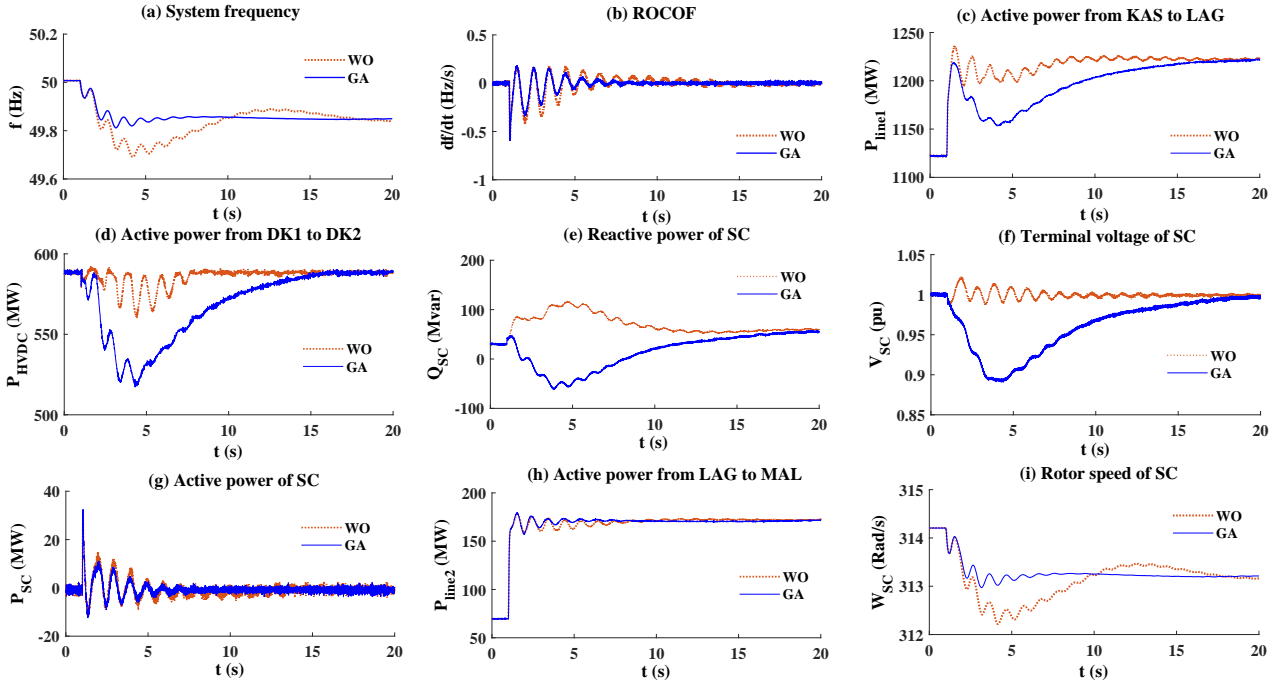 (a) System frequency
50.2
50
49.8
49.6
f (Hz)
WO
GA
0 5 10 15 20
t (s)
(b) ROCOF
0.5
0
-0.5
-1
df/dt (Hz/s)
WO
GA
0 5 10 15 20
t (s)
(c) Active power from KAS to LAG
1250
1200
1150
1100
P_line1 (MW)
WO
GA
0 5 10 15 20
t (s)
(d) Active power from DK1 to DK2
600
550
500
P_HVDC (MW)
WO
GA
0 5 10 15 20
t (s)
(e) Reactive power of SC
200
100
0
-100
Q_SC (Mvar)
WO
GA
0 5 10 15 20
t (s)
(f) Terminal voltage of SC
1.05
1
0.95
0.9
0.85
V_SC (pu)
WO
GA
0 5 10 15 20
t (s)
(g) Active power of SC
40
20
0
-20
P_SC (MW)
WO
GA
0 5 10 15 20
t (s)
(h) Active power from LAG to MAL
200
150
100
50
P_line2 (MW)
WO
GA
0 5 10 15 20
t (s)
(i) Rotor speed of SC
315
314
313
312
W_SC (Rad/s)
WO
GA
0 5 10 15 20
t (s)